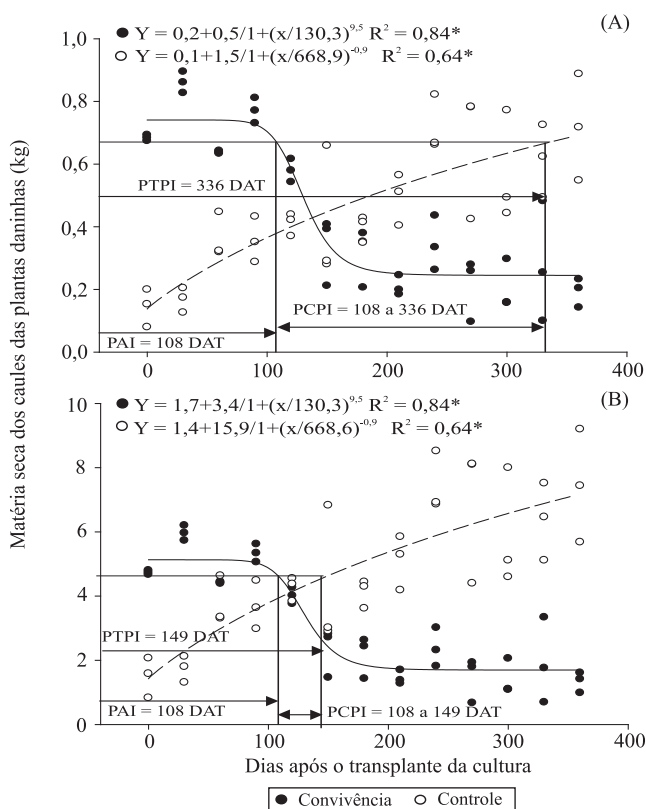 (A)
● Y = 0,2+0,5/1+(x/130,3)^9,5 R² = 0,84*
○ Y = 0,1+1,5/1+(x/668,9)^-0,9 R² = 0,64*
1,0
0,8
0,6
0,4
0,2
0,0
PTPI = 336 DAT
PCPI = 108 a 336 DAT
PAI = 108 DAT
0 100 200 300 400
(B)
● Y = 1,7+3,4/1+(x/130,3)^9,5 R² = 0,84*
○ Y = 1,4+15,9/1+(x/668,6)^-0,9 R² = 0,64*
10
8
6
4
2
0
PTPI = 149 DAT
PAI = 108 DAT
PCPI = 108 a 149 DAT
0 100 200 300 400
Matéria seca dos caules das plantas daninhas (kg)
Dias após o transplante da cultura
● Convivência ○ Controle